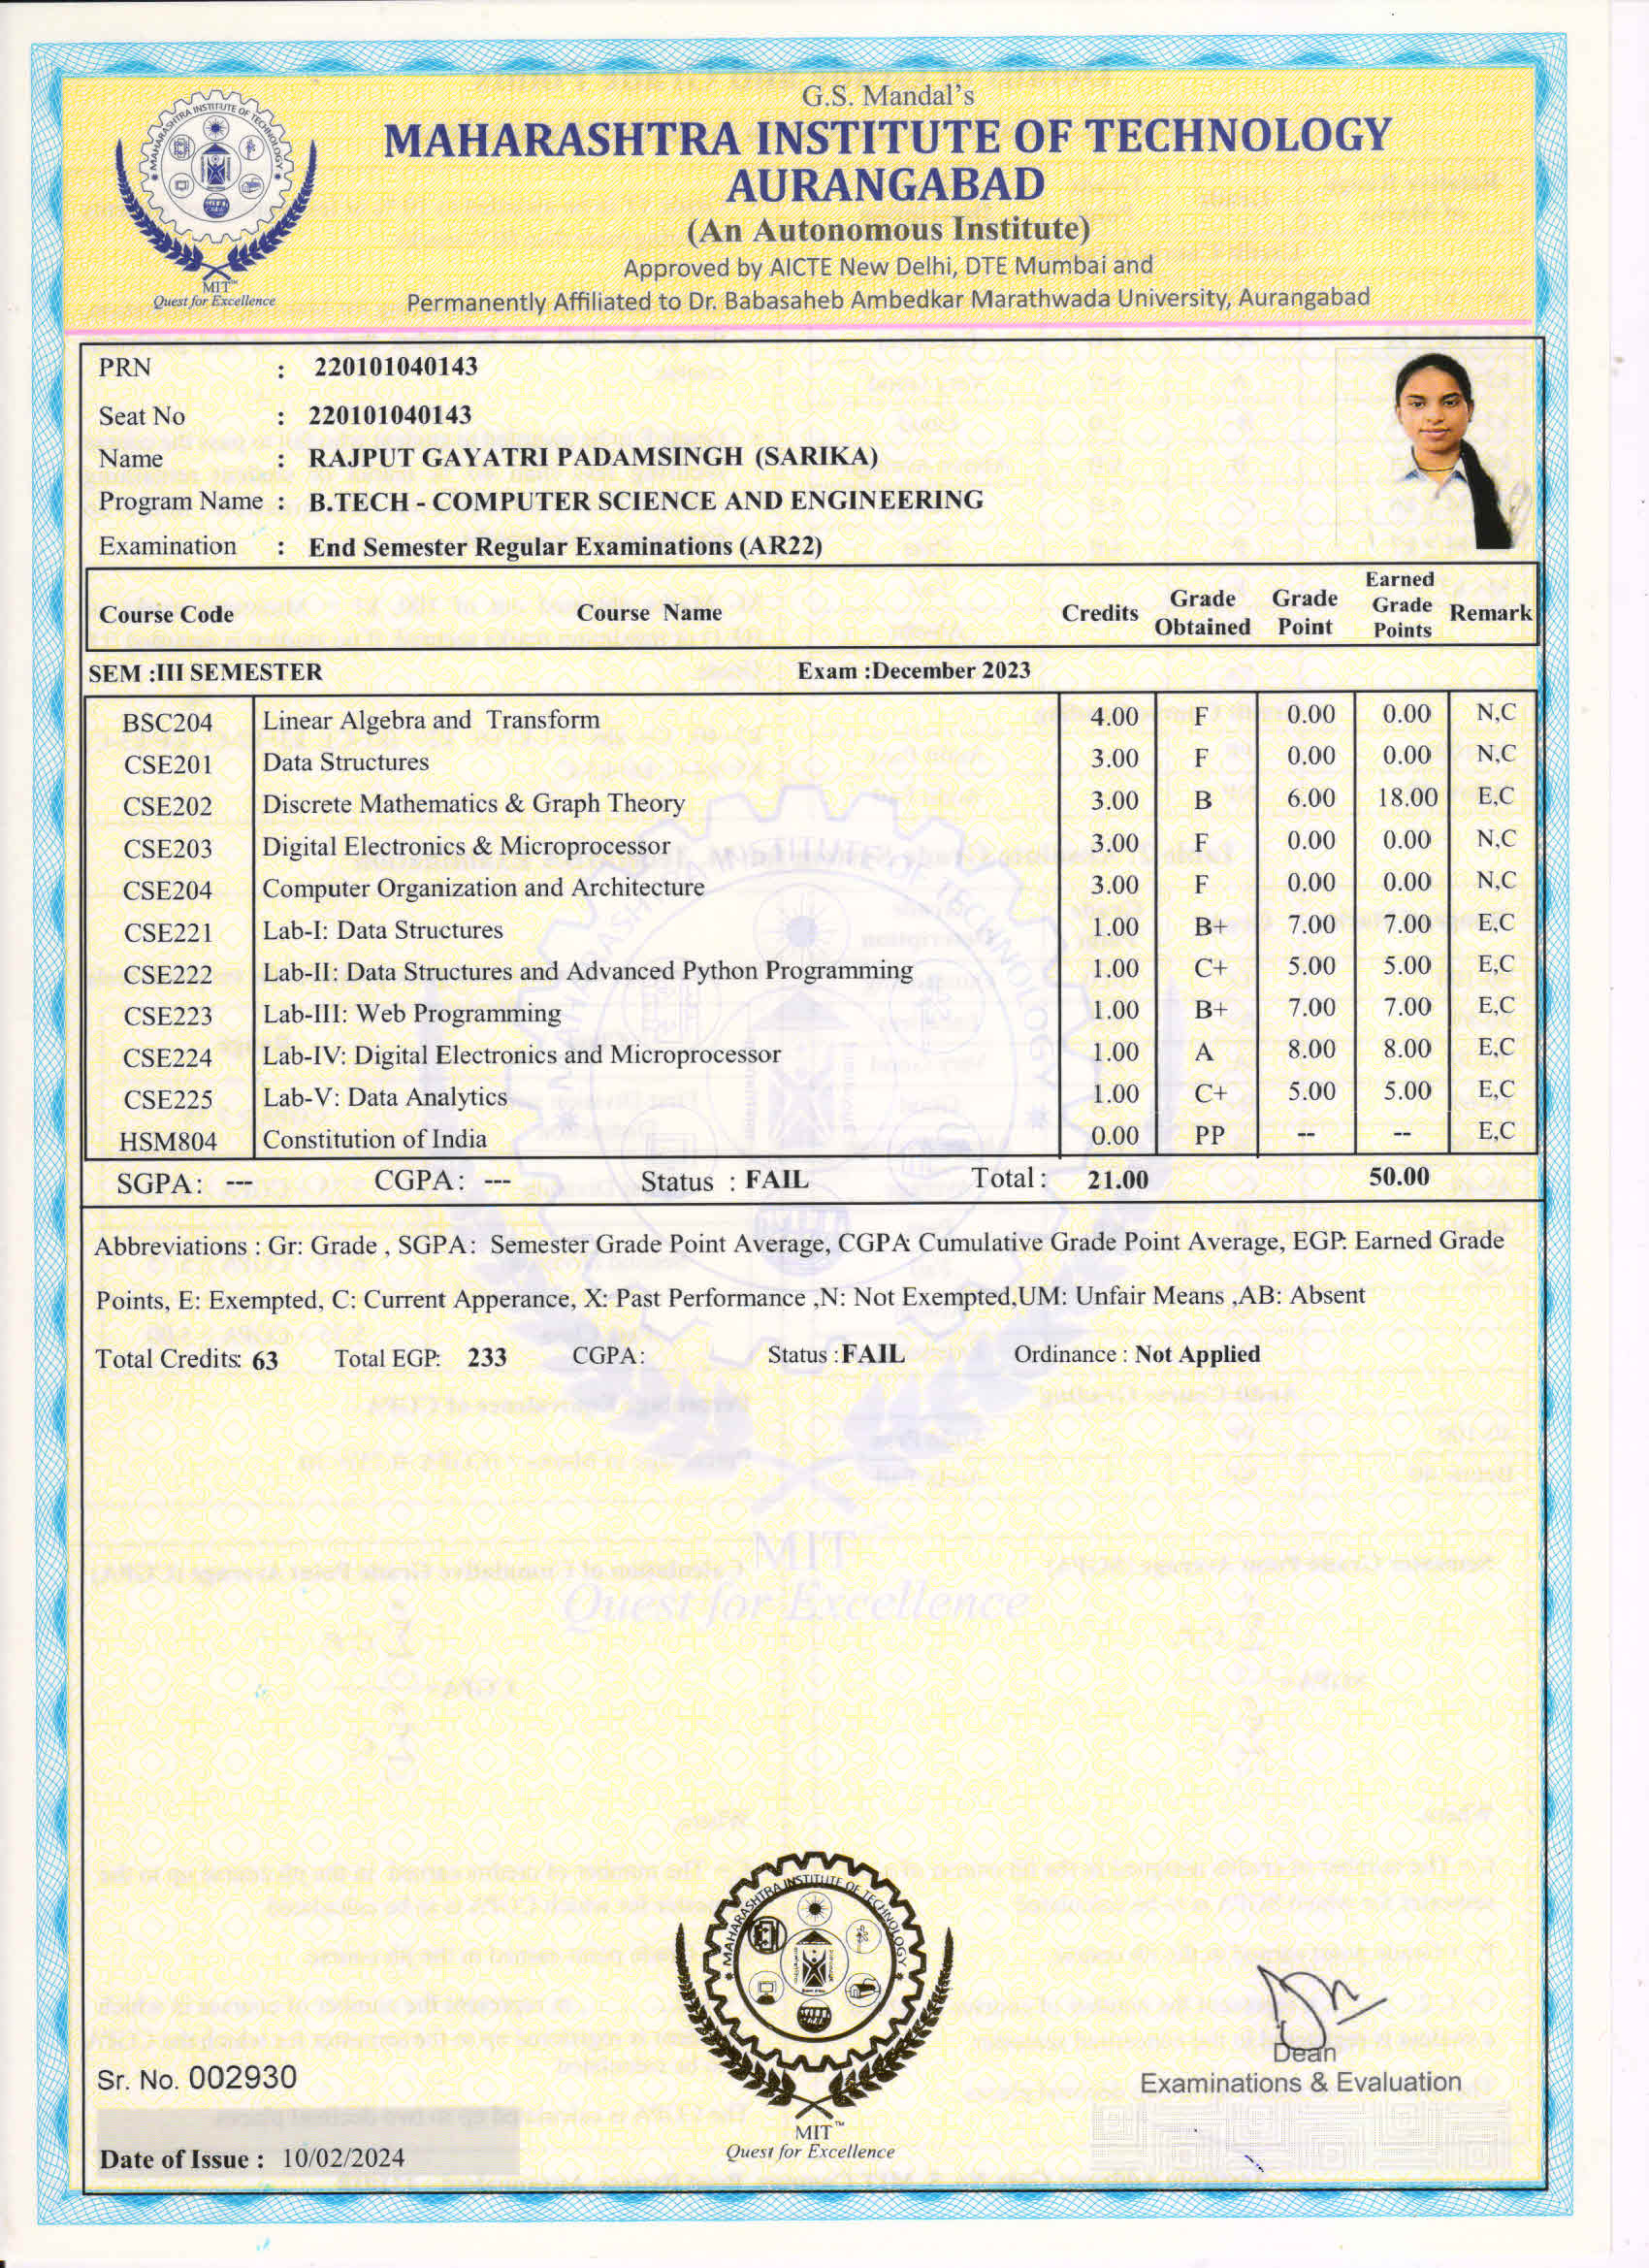 MAHARASHTRA INSTITUTE OF TECHNOLOGY
MIT™
Quest for Excellence
G.S. Mandal's
MAHARASHTRA INSTITUTE OF TECHNOLOGY
AURANGABAD
(An Autonomous Institute)
Approved by AICTE New Delhi, DTE Mumbai and
Permanently Affiliated to Dr. Babasaheb Ambedkar Marathwada University, Aurangabad
PRN : 220101040143
Seat No : 220101040143
Name : RAJPUT GAYATRI PADAMSINGH (SARIKA)
Program Name : B.TECH - COMPUTER SCIENCE AND ENGINEERING
Examination : End Semester Regular Examinations (AR22)
Course Code Course Name Credits Grade Obtained Grade Point Earned Grade Points Remark
SEM :III SEMESTER Exam :December 2023
BSC204 Linear Algebra and Transform 4.00 F 0.00 0.00 N,C
CSE201 Data Structures 3.00 F 0.00 0.00 N,C
CSE202 Discrete Mathematics & Graph Theory 3.00 B 6.00 18.00 E,C
CSE203 Digital Electronics & Microprocessor 3.00 F 0.00 0.00 N,C
CSE204 Computer Organization and Architecture 3.00 F 0.00 0.00 N,C
CSE221 Lab-I: Data Structures 1.00 B+ 7.00 7.00 E,C
CSE222 Lab-II: Data Structures and Advanced Python Programming 1.00 C+ 5.00 5.00 E,C
CSE223 Lab-III: Web Programming 1.00 B+ 7.00 7.00 E,C
CSE224 Lab-IV: Digital Electronics and Microprocessor 1.00 A 8.00 8.00 E,C
CSE225 Lab-V: Data Analytics 1.00 C+ 5.00 5.00 E,C
HSM804 Constitution of India 0.00 PP -- -- E,C
SGPA: --- CGPA: --- Status : FAIL Total: 21.00 50.00
Abbreviations : Gr: Grade , SGPA: Semester Grade Point Average, CGPA: Cumulative Grade Point Average, EGP: Earned Grade
Points, E: Exempted, C: Current Apperance, X: Past Performance ,N: Not Exempted,UM: Unfair Means ,AB: Absent
Total Credits: 63 Total EGP: 233 CGPA: Status :FAIL Ordinance : Not Applied
MIT
Quest for Excellence
MAHARASHTRA INSTITUTE OF TECHNOLOGY
MIT™
Quest for Excellence
Dean
Examinations & Evaluation
Sr. No. 002930
Date of Issue : 10/02/2024